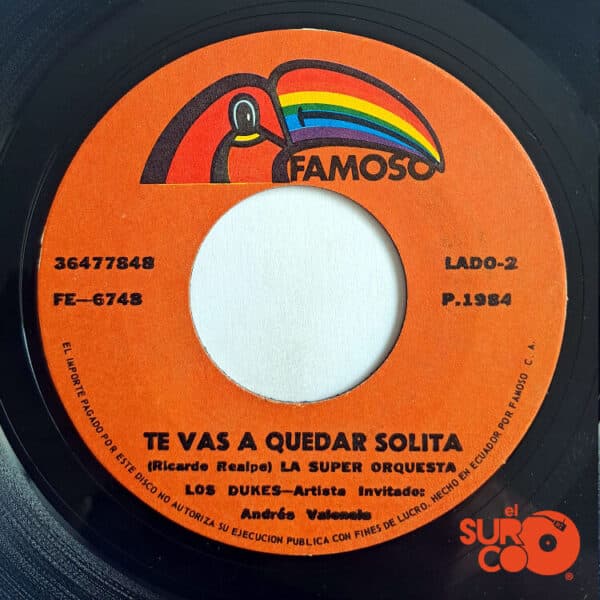 FAMOSO
36477848
LADO-2
FE-6748
P.1984
TE VAS A QUEDAR SOLITA
(Ricardo Realpe) LA SUPER ORQUESTA
LOS DUKES-Artista Invitado:
Andrés Valencia
EL IMPORTE PAGADO POR ESTE DISCO NO AUTORIZA SU EJECUCION PUBLICA CON FINES DE LUCRO. HECHO EN ECUADOR POR FAMOSO C. A.
el
SUR
CO
®